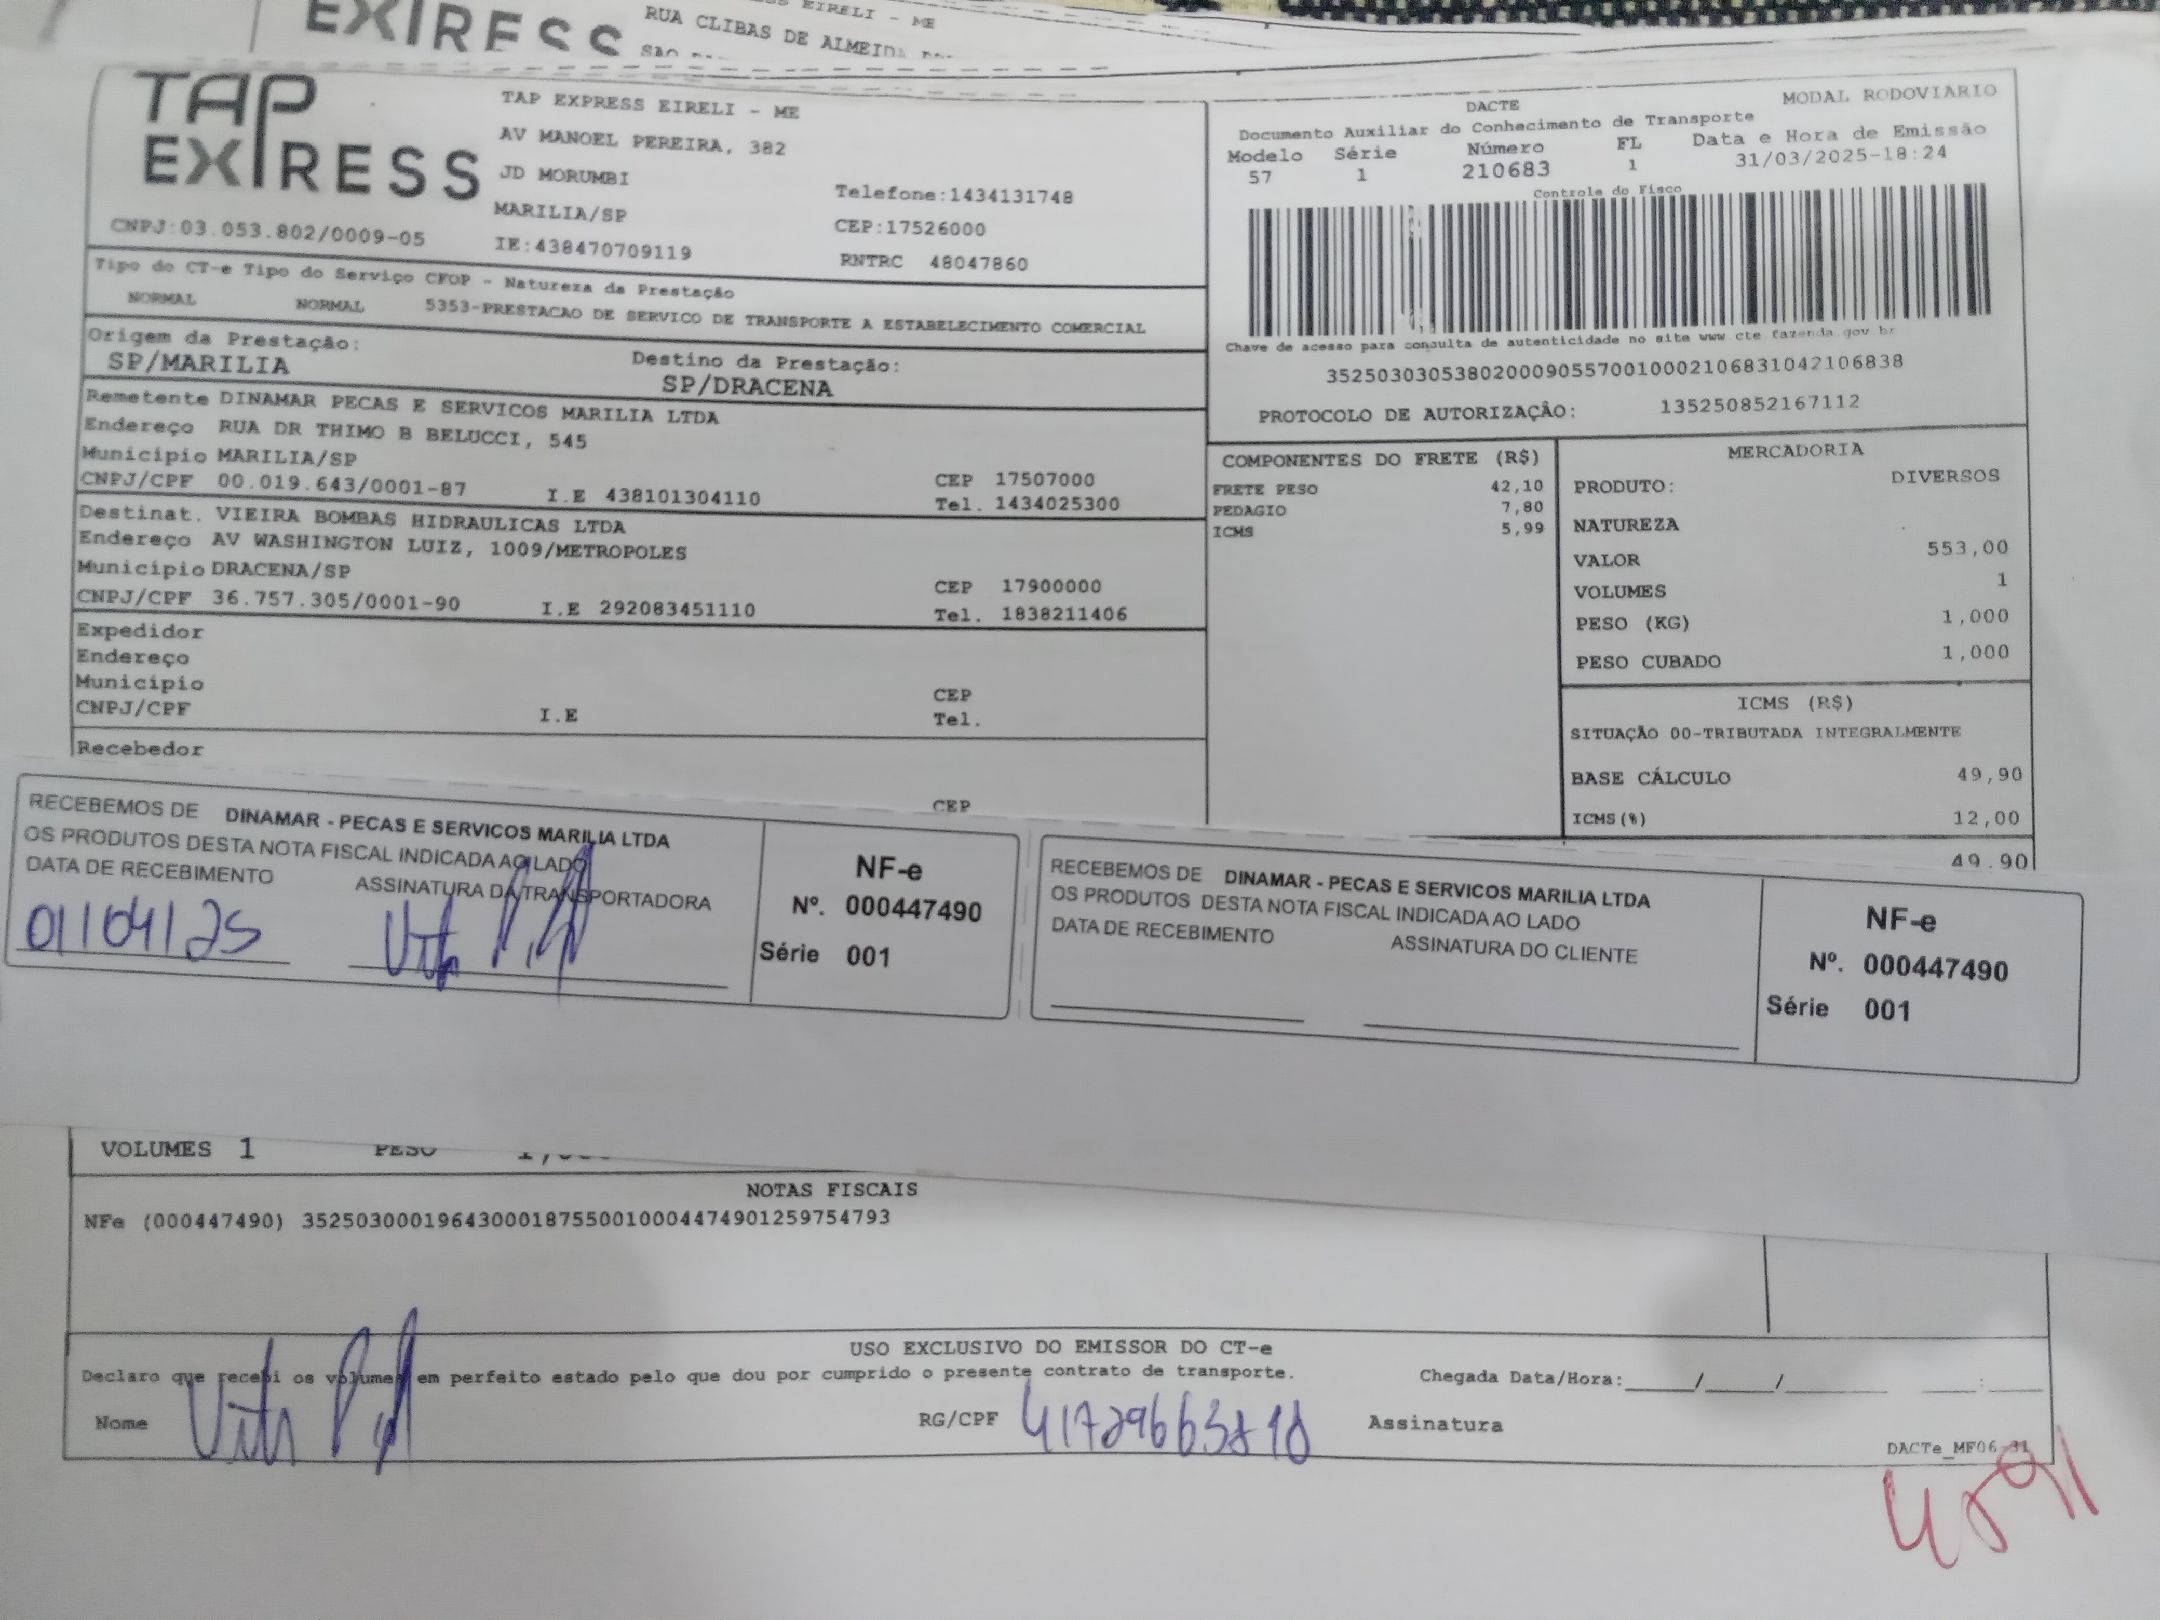 EXPRESS
EIRELI - ME
RUA CLIBAS DE ALMEIDA
TAP
EXPRESS
CNPJ:03.053.802/0009-05
TAP EXPRESS EIRELI - ME
AV MANOEL PEREIRA, 382
JD MORUMBI
MARILIA/SP
IE:438470709119
Telefone:1434131748
CEP:17526000
RNTRC 48047860
DACTE
MODAL RODOVIARIO
Documento Auxiliar do Conhecimento de Transporte
Modelo Série Número FL Data e Hora de Emissão
57 1 210683 1 31/03/2025-18:24
Controle do Fisco
Chave de acesso para consulta de autenticidade no site www.cte.fazenda.gov.br
35250303053802000905570010002106831042106838
PROTOCOLO DE AUTORIZAÇÂO: 135250852167112
Tipo do CT-e Tipo do Serviço CFOP - Natureza da Prestação
NORMAL NORMAL 5353-PRESTACAO DE SERVICO DE TRANSPORTE A ESTABELECIMENTO COMERCIAL
Origem da Prestação: Destino da Prestação:
SP/MARILIA SP/DRACENA
Remetente DINAMAR PECAS E SERVICOS MARILIA LTDA
Endereço RUA DR THIMO B BELUCCI, 545
Município MARILIA/SP CEP 17507000
CNPJ/CPF 00.019.643/0001-87 I.E 438101304110 Tel. 1434025300
Destinat. VIEIRA BOMBAS HIDRAULICAS LTDA
Endereço AV WASHINGTON LUIZ, 1009/METROPOLES
Município DRACENA/SP CEP 17900000
CNPJ/CPF 36.757.305/0001-90 I.E 292083451110 Tel. 1838211406
Expedidor
Endereço
Município CEP
CNPJ/CPF I.E Tel.
Recebedor
CEP
COMPONENTES DO FRETE (R$)
FRETE PESO 42,10
PEDAGIO 7,80
ICMS 5,99
MERCADORIA
PRODUTO: DIVERSOS
NATUREZA
VALOR 553,00
VOLUMES 1
PESO (KG) 1,000
PESO CUBADO 1,000
ICMS (R$)
SITUAÇÃO 00-TRIBUTADA INTEGRALMENTE
BASE CÁLCULO 49,90
ICMS(%) 12,00
49.90
RECEBEMOS DE DINAMAR - PECAS E SERVICOS MARILIA LTDA
OS PRODUTOS DESTA NOTA FISCAL INDICADA AO LADO
DATA DE RECEBIMENTO ASSINATURA DA TRANSPORTADORA
01/04/25
NF-e
Nº. 000447490
Série 001
RECEBEMOS DE DINAMAR - PECAS E SERVICOS MARILIA LTDA
OS PRODUTOS DESTA NOTA FISCAL INDICADA AO LADO
DATA DE RECEBIMENTO ASSINATURA DO CLIENTE
NF-e
Nº. 000447490
Série 001
VOLUMES 1 PESO
NOTAS FISCAIS
NFe (000447490) 35250300019643000187550010004474901259754793
USO EXCLUSIVO DO EMISSOR DO CT-e
Declaro que recebi os volumes em perfeito estado pelo que dou por cumprido o presente contrato de transporte. Chegada Data/Hora:_____/_____/_____ ____:____
Nome RG/CPF Assinatura
DACTe_MF06-31